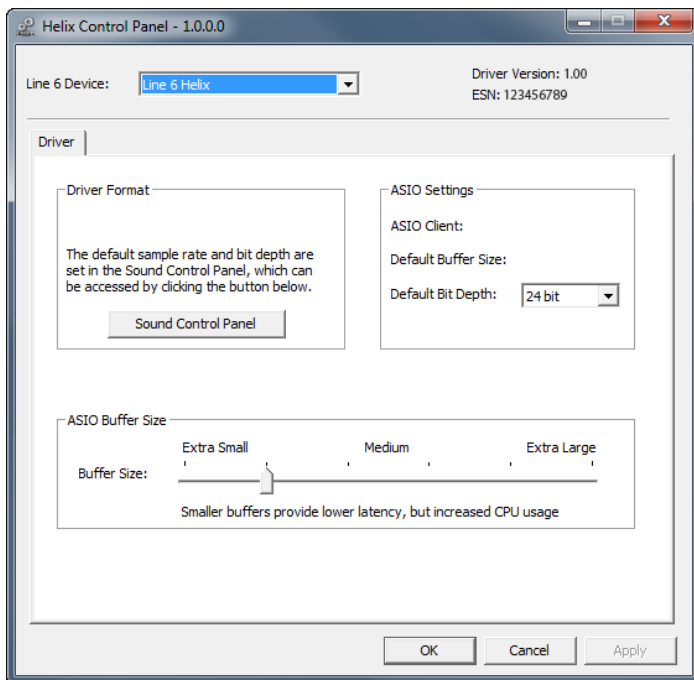 Helix Control Panel - 1.0.0.0
Line 6 Device:
Line 6 Helix
Driver Version: 1.00
ESN: 123456789
Driver
Driver Format
The default sample rate and bit depth are
set in the Sound Control Panel, which can
be accessed by clicking the button below.
Sound Control Panel
ASIO Settings
ASIO Client:
Default Buffer Size:
Default Bit Depth:
24 bit
ASIO Buffer Size
Extra Small
Medium
Extra Large
Buffer Size:
Smaller buffers provide lower latency, but increased CPU usage
OK
Cancel
Apply